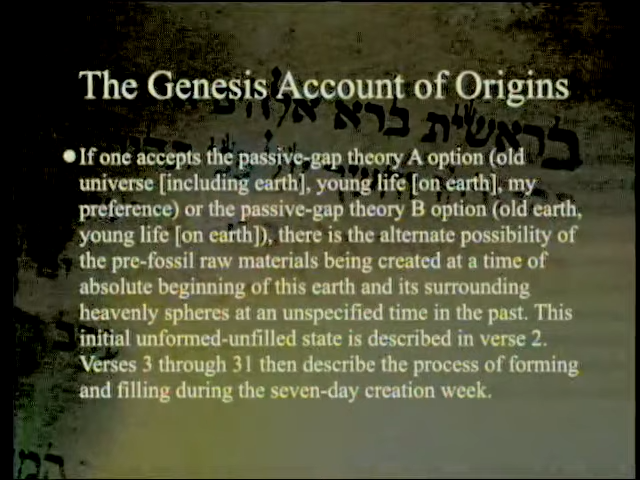 The Genesis Account of Origins
בראשית ברא אלהים
If one accepts the passive-gap theory A option (old
universe [including earth], young life [on earth], my
preference) or the passive-gap theory B option (old earth,
young life [on earth]), there is the alternate possibility of
the pre-fossil raw materials being created at a time of
absolute beginning of this earth and its surrounding
heavenly spheres at an unspecified time in the past. This
initial unformed-unfilled state is described in verse 2.
Verses 3 through 31 then describe the process of forming
and filling during the seven-day creation week.